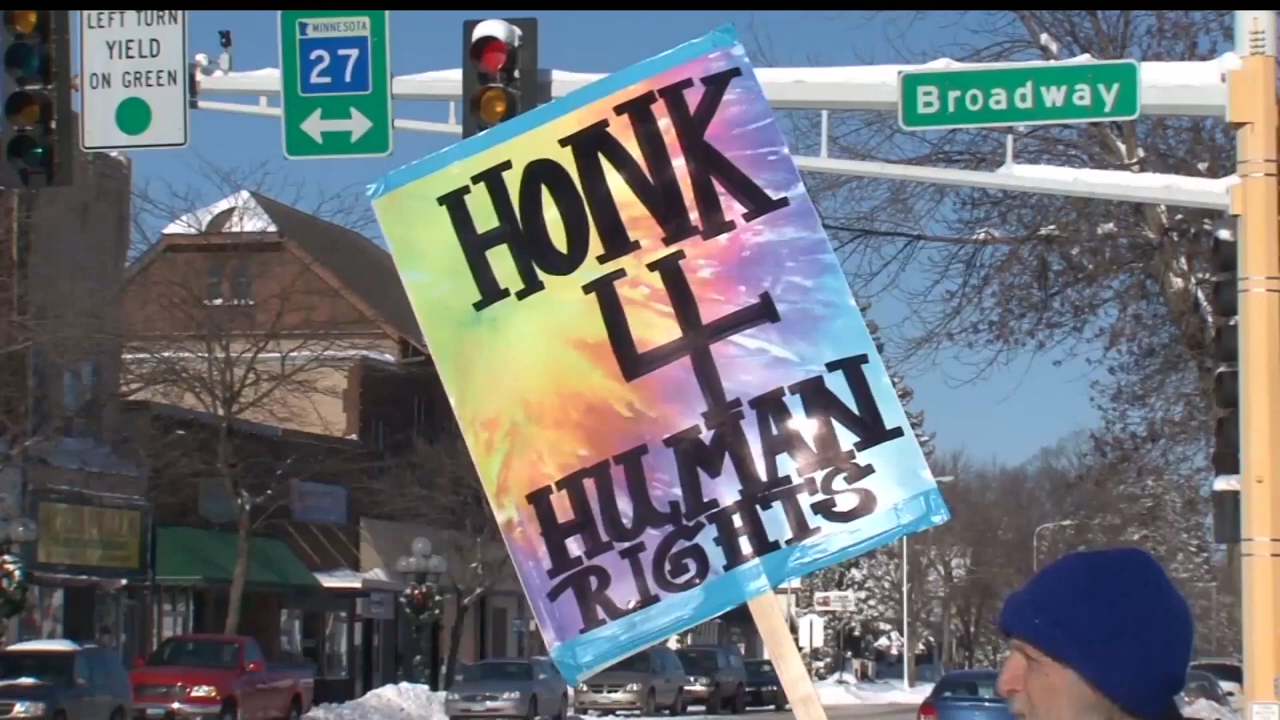 LEFT TURN
YIELD
ON GREEN
MINNESOTA
27
Broadway
HONK
4
HUMAN
RIGHTS